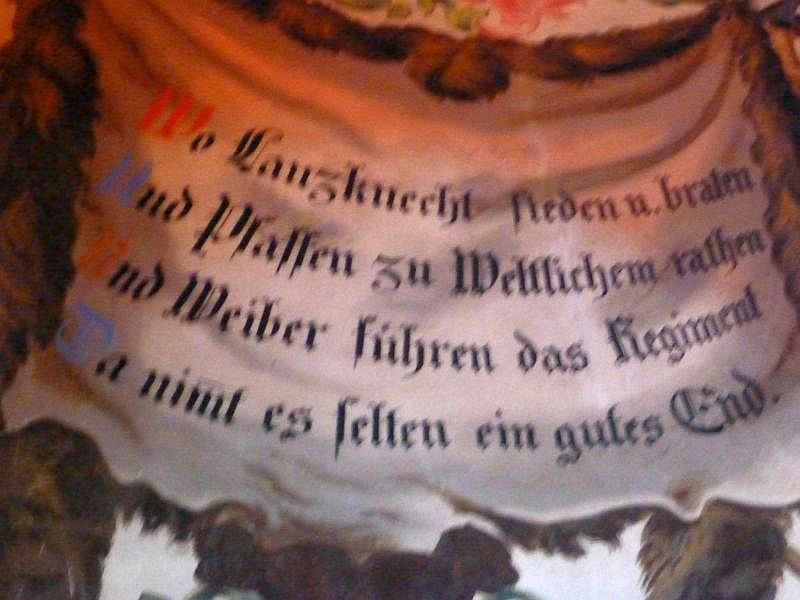 Wo Lanzknecht sieden u. braten
Und Pfaffen zu Weltlichem rathen
Und Weiber führen das Regiment
Da nim̅t es selten ein gutes End.